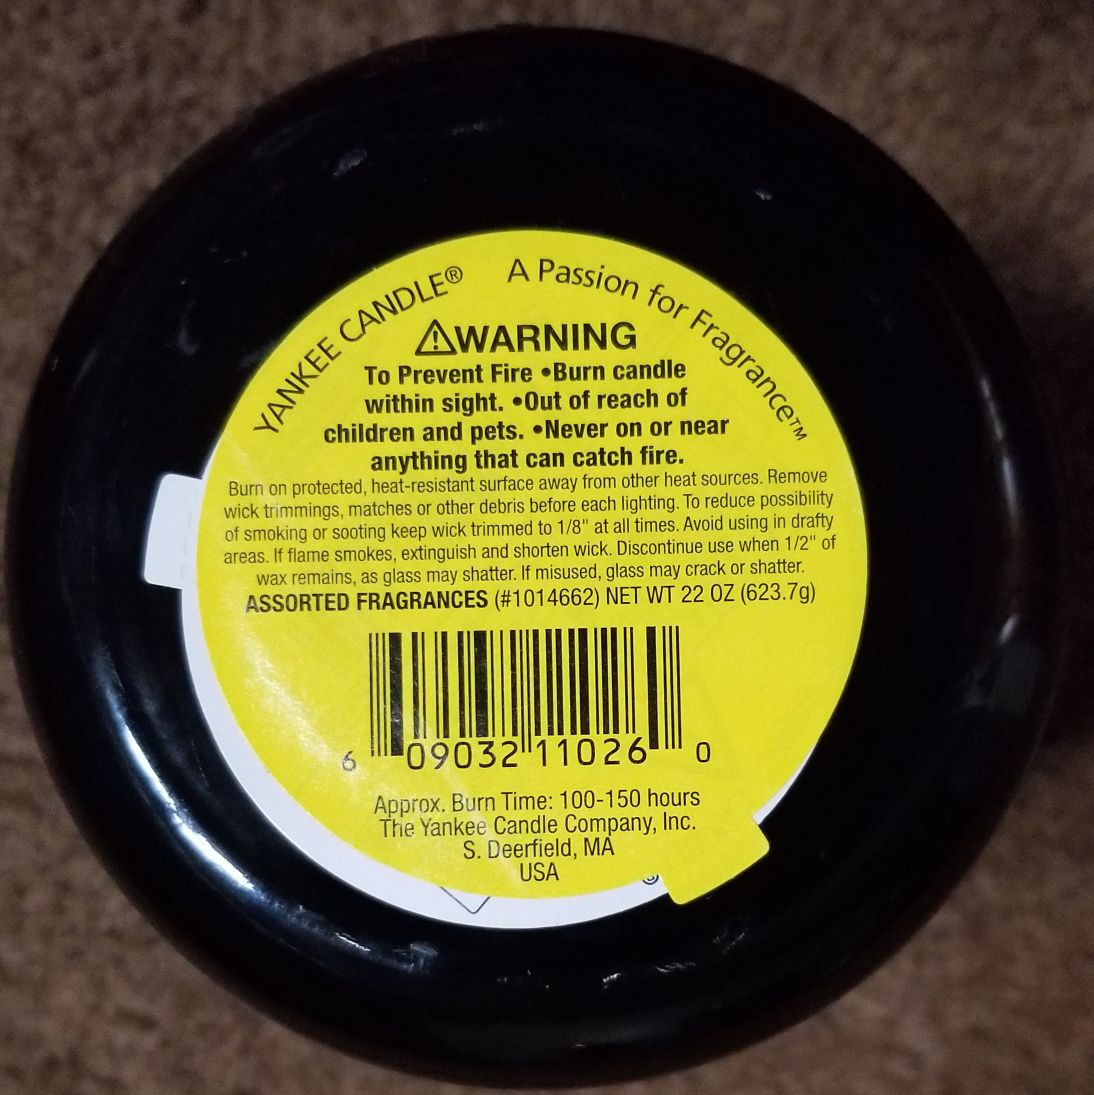 YANKEE CANDLE® A Passion for Fragrance™
⚠WARNING
To Prevent Fire •Burn candle
within sight. •Out of reach of
children and pets. •Never on or near
anything that can catch fire.
Burn on protected, heat-resistant surface away from other heat sources. Remove
wick trimmings, matches or other debris before each lighting. To reduce possibility
of smoking or sooting keep wick trimmed to 1/8" at all times. Avoid using in drafty
areas. If flame smokes, extinguish and shorten wick. Discontinue use when 1/2" of
wax remains, as glass may shatter. If misused, glass may crack or shatter.
ASSORTED FRAGRANCES (#1014662) NET WT 22 OZ (623.7g)
6 09032 11026 0
Approx. Burn Time: 100-150 hours
The Yankee Candle Company, Inc.
S. Deerfield, MA
USA
®